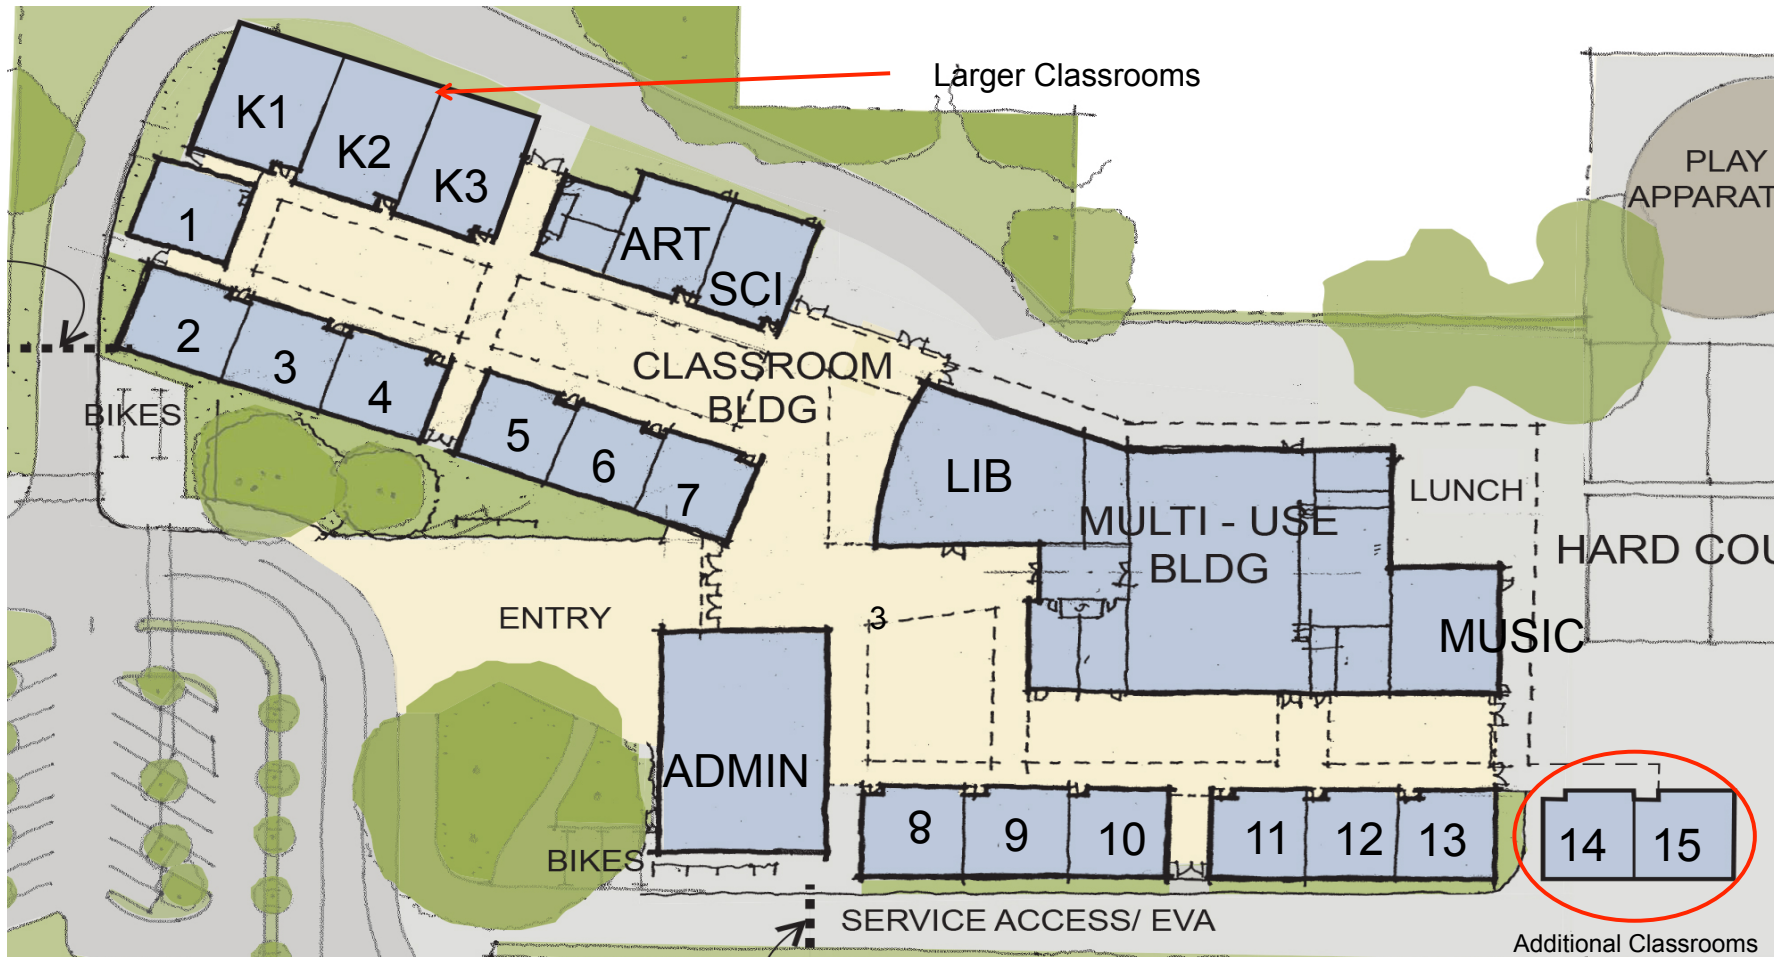 Larger Classrooms
K1
K2
K3
PLAY
APPARAT
1
ART
SCI
2
3
4
CLASSROOM
BLDG
BIKES
5
6
7
LIB
LUNCH
MULTI - USE
BLDG
HARD COU
ENTRY
3
MUSIC
ADMIN
8
9
10
11
12
13
14
15
BIKES
SERVICE ACCESS/ EVA
Additional Classrooms